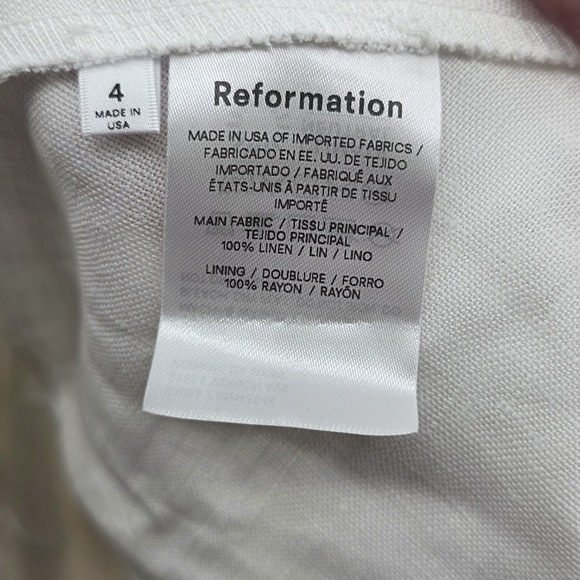 4
MADE IN
USA
Reformation
MADE IN USA OF IMPORTED FABRICS /
FABRICADO EN EE. UU. DE TEJIDO
IMPORTADO / FABRIQUÉ AUX
ÉTATS-UNIS À PARTIR DE TISSU
IMPORTÉ
MAIN FABRIC / TISSU PRINCIPAL /
TEJIDO PRINCIPAL
100% LINEN / LIN / LINO
LINING / DOUBLURE / FORRO
100% RAYON / RAYÓN